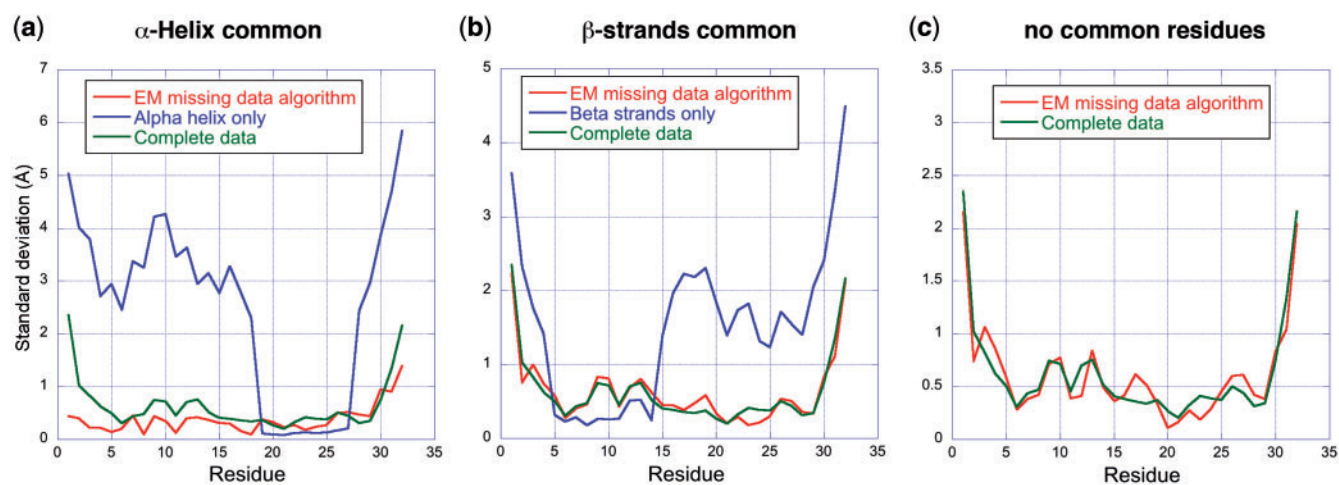 (a) α-Helix common
7
6
5
4
3
2
1
0
Standard deviation (Å)
EM missing data algorithm
Alpha helix only
Complete data
0 5 10 15 20 25 30 35
Residue
(b) β-strands common
5
4
3
2
1
0
EM missing data algorithm
Beta strands only
Complete data
0 5 10 15 20 25 30 35
Residue
(c) no common residues
3.5
3
2.5
2
1.5
1
0.5
0
EM missing data algorithm
Complete data
0 5 10 15 20 25 30 35
Residue